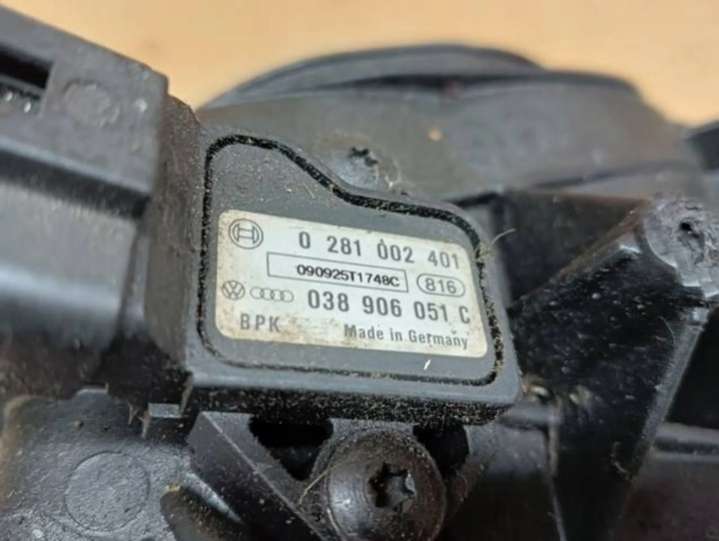 0 281 002 401
090925T1748C 816
038 906 051 C
BPK Made in Germany